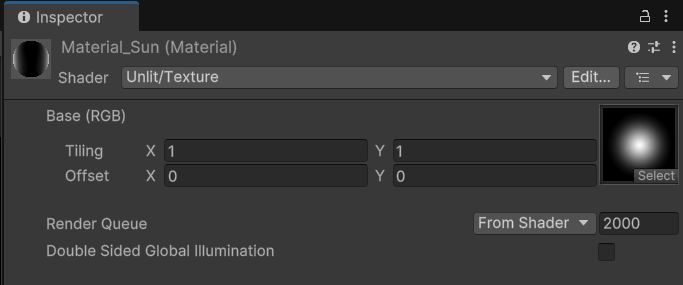 Inspector
Material_Sun (Material)
Shader Unlit/Texture Edit...
Base (RGB)
Tiling X 1 Y 1
Offset X 0 Y 0
Select
Render Queue From Shader 2000
Double Sided Global Illumination